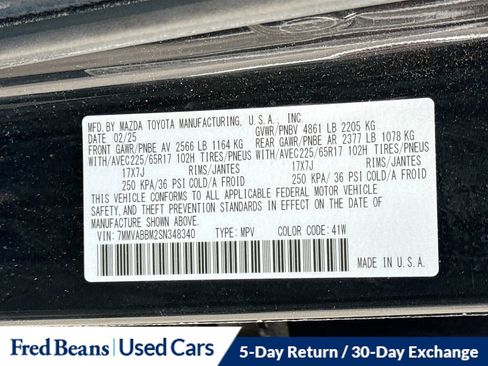 MFD.BY MAZDA TOYOTA MANUFACTURING, U.S.A., INC.
DATE 02/25 GVWR/PNBV 4861 LB 2205 KG
FRONT GAWR/PNBE AV 2566 LB 1164 KG REAR GAWR/PNBE AR 2377 LB 1078 KG
WITH/AVEC225/65R17 102H TIRES/PNEUS WITH/AVEC225/65R17 102H TIRES/PNEUS
17X7J RIMS/JANTES 17X7J RIMS/JANTES
250 KPA/36 PSI COLD/A FROID 250 KPA/36 PSI COLD/A FROID
THIS VEHICLE CONFORMS TO ALL APPLICABLE FEDERAL MOTOR VEHICLE
SAFETY,AND THEFT PREVENTION STANDARDS IN EFFECT ON THE DATE OF
MANUFACTURE SHOWN ABOVE.
VIN:7MMVABBM2SN348340 TYPE:MPV MM CODE:41W
MADE IN U.S.A.
Fred Beans Used Cars 5-Day Return / 30-Day Exchange